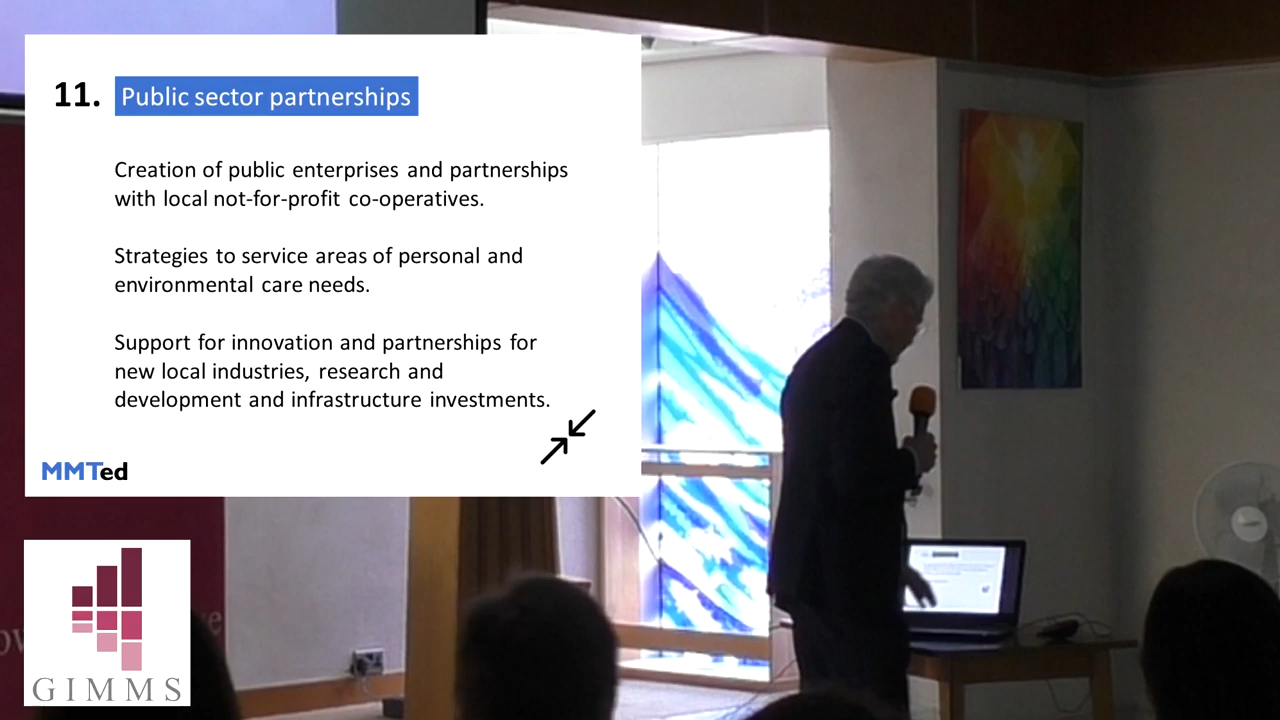 11. Public sector partnerships
Creation of public enterprises and partnerships
with local not-for-profit co-operatives.
Strategies to service areas of personal and
environmental care needs.
Support for innovation and partnerships for
new local industries, research and
development and infrastructure investments.
MMTed
GIMMS